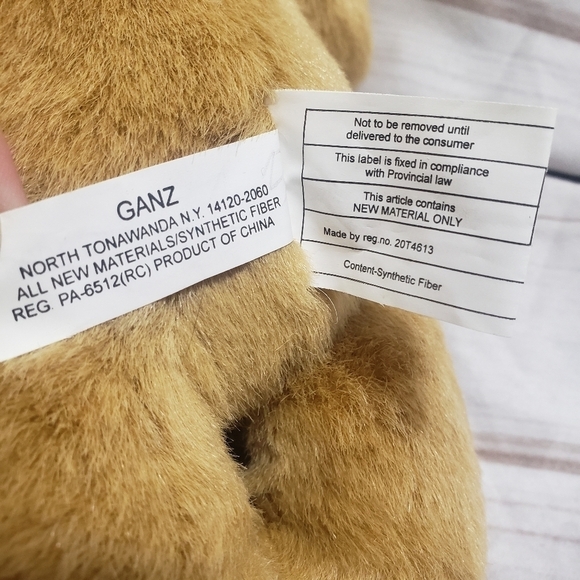 GANZ
NORTH TONAWANDA N.Y. 14120-2060
ALL NEW MATERIALS/SYNTHETIC FIBER
REG. PA-6512(RC) PRODUCT OF CHINA
Not to be removed until
delivered to the consumer
This label is fixed in compliance
with Provincial law
This article contains
NEW MATERIAL ONLY
Made by reg.no. 20T4613
Content-Synthetic Fiber